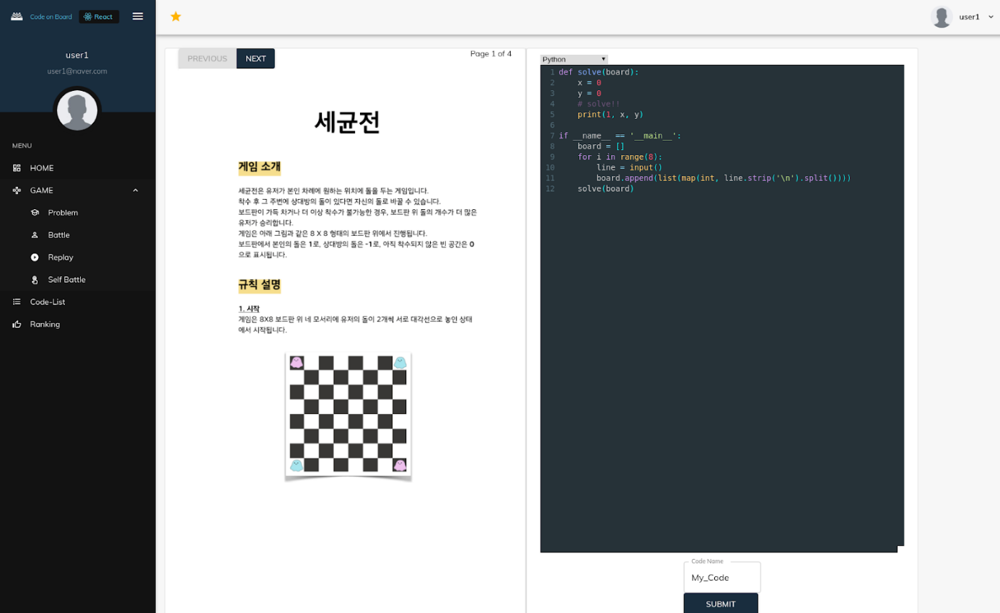 Code on Board
React
user1
user1@naver.com
MENU
HOME
GAME
Problem
Battle
Replay
Self Battle
Code-List
Ranking
user1
PREVIOUS
NEXT
Page 1 of 4
세균전
게임 소개
세균전은 유저가 본인 차례에 원하는 위치에 돌을 두는 게임입니다.
착수 후 그 주변에 상대방의 돌이 있다면 자신의 돌로 바꿀 수 있습니다.
보드판이 가득 차거나 더 이상 착수가 불가능한 경우, 보드판 위 돌의 개수가 더 많은
유저가 승리합니다.
게임은 아래 그림과 같은 8 X 8 형태의 보드판 위에서 진행됩니다.
보드판에서 본인의 돌은 1로, 상대방의 돌은 -1로, 아직 착수되지 않은 빈 공간은 0
으로 표시됩니다.
규칙 설명
1. 시작
게임은 8X8 보드판 위 네 모서리에 유저의 돌이 2개씩 서로 대각선으로 놓인 상태
에서 시작됩니다.
Python
1 def solve(board):
2     x = 0
3     y = 0
4     # solve!!
5     print(1, x, y)
6
7 if __name__ == '__main__':
8     board = []
9     for i in range(8):
10         line = input()
11         board.append(list(map(int, line.strip('\n').split())))
12     solve(board)
Code Name
My_Code
SUBMIT